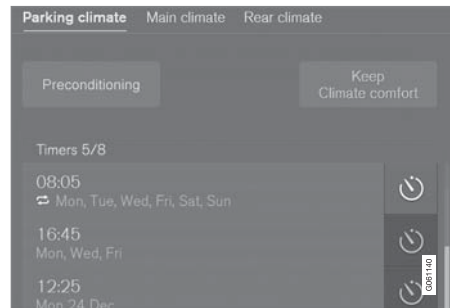 Parking climate Main climate Rear climate
Preconditioning
Keep
Climate comfort
Timers 5/8
08:05
Mon, Tue, Wed, Fri, Sat, Sun
16:45
Mon, Wed, Fri
12:25
Mon 24 Dec
G061140